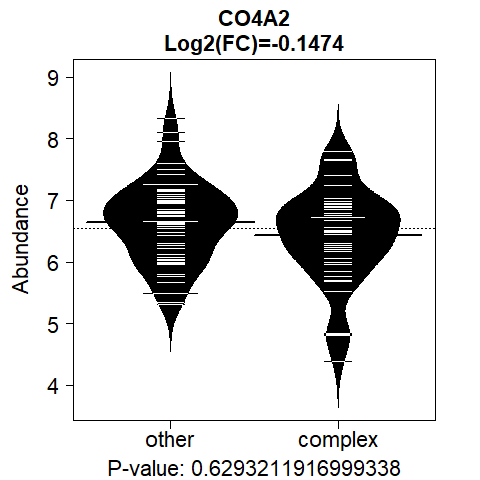 CO4A2
Log2(FC)=-0.1474
Abundance
9
8
7
6
5
4
other complex
P-value: 0.6293211916999338